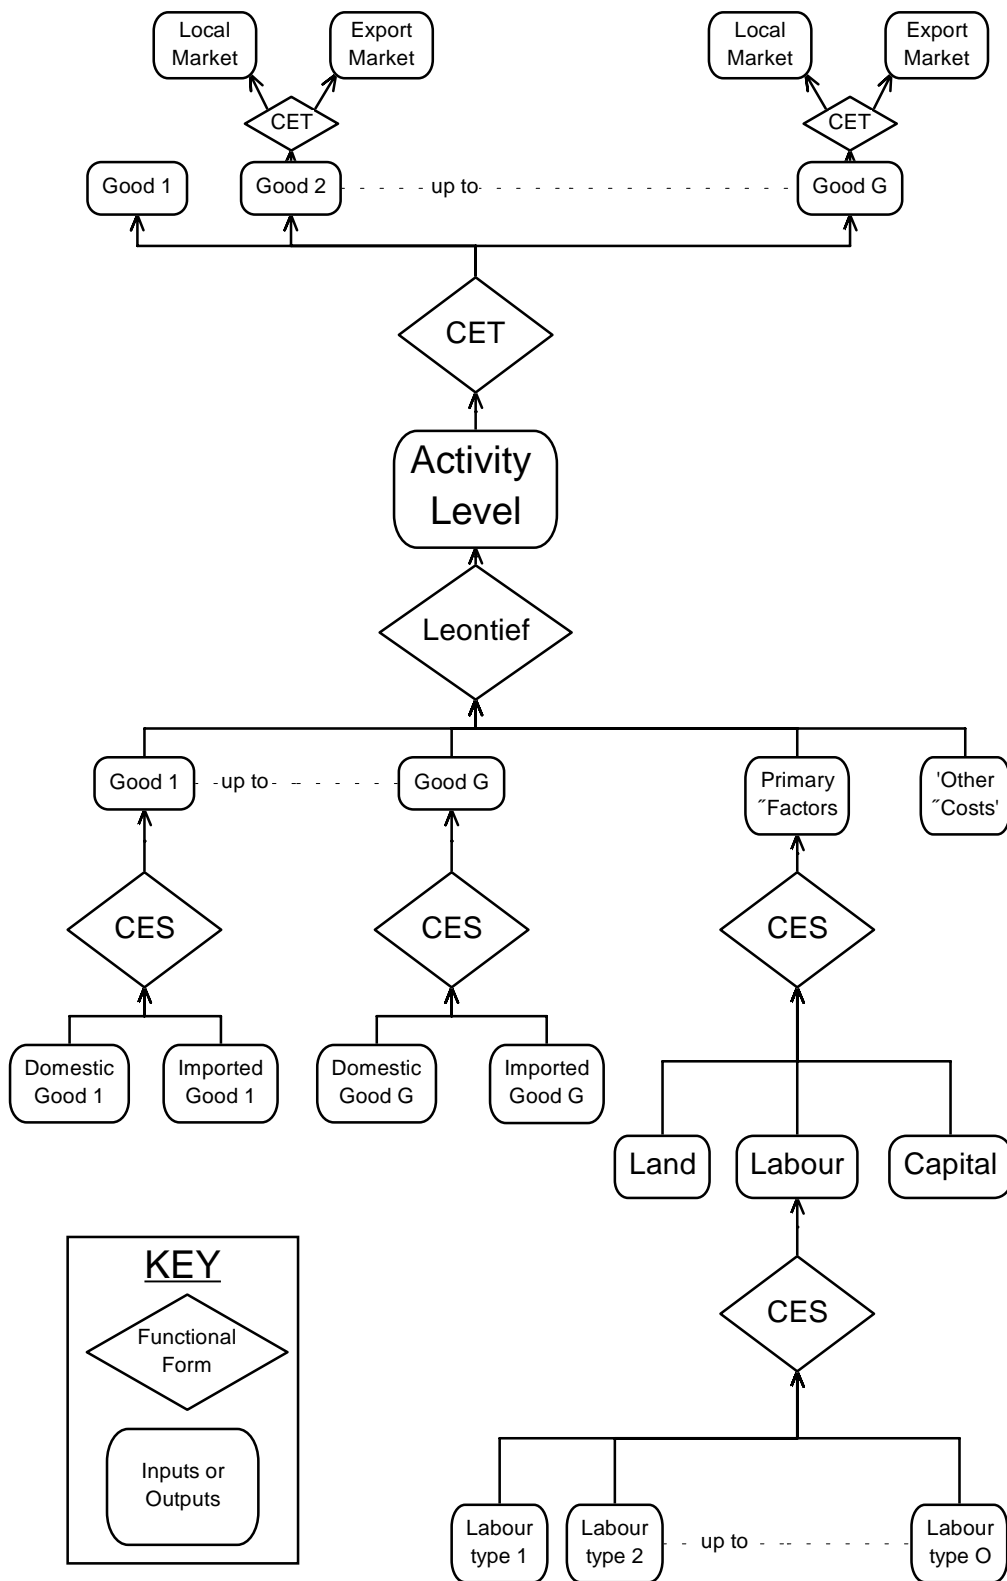 Local
Market
Export
Market
Local
Market
Export
Market
CET
CET
Good 1
Good 2
up to
Good G
CET
Activity
Level
Leontief
Good 1
up to
Good G
Primary
˝Factors
'Other
˝Costs'
CES
CES
CES
Domestic
Good 1
Imported
Good 1
Domestic
Good G
Imported
Good G
Land
Labour
Capital
KEY
Functional
Form
Inputs or
Outputs
CES
Labour
type 1
Labour
type 2
up to
Labour
type O